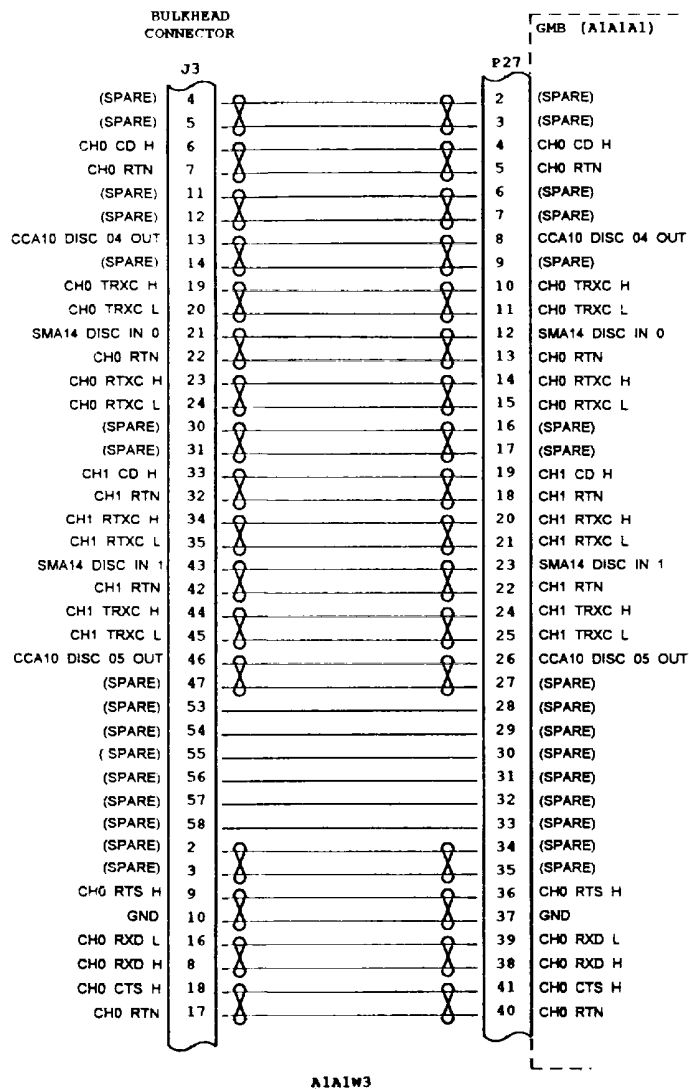 BULKHEAD
CONNECTOR
GMB (A1A1A1)
J3 P27
(SPARE) 4 2 (SPARE)
(SPARE) 5 3 (SPARE)
CH0 CD H 6 4 CH0 CD H
CH0 RTN 7 5 CH0 RTN
(SPARE) 11 6 (SPARE)
(SPARE) 12 7 (SPARE)
CCA10 DISC 04 OUT 13 8 CCA10 DISC 04 OUT
(SPARE) 14 9 (SPARE)
CH0 TRXC H 19 10 CH0 TRXC H
CH0 TRXC L 20 11 CH0 TRXC L
SMA14 DISC IN 0 21 12 SMA14 DISC IN 0
CH0 RTN 22 13 CH0 RTN
CH0 RTXC H 23 14 CH0 RTXC H
CH0 RTXC L 24 15 CH0 RTXC L
(SPARE) 30 16 (SPARE)
(SPARE) 31 17 (SPARE)
CH1 CD H 33 19 CH1 CD H
CH1 RTN 32 18 CH1 RTN
CH1 RTXC H 34 20 CH1 RTXC H
CH1 RTXC L 35 21 CH1 RTXC L
SMA14 DISC IN 1 43 23 SMA14 DISC IN 1
CH1 RTN 42 22 CH1 RTN
CH1 TRXC H 44 24 CH1 TRXC H
CH1 TRXC L 45 25 CH1 TRXC L
CCA10 DISC 05 OUT 46 26 CCA10 DISC 05 OUT
(SPARE) 47 27 (SPARE)
(SPARE) 53 28 (SPARE)
(SPARE) 54 29 (SPARE)
( SPARE) 55 30 (SPARE)
(SPARE) 56 31 (SPARE)
(SPARE) 57 32 (SPARE)
(SPARE) 58 33 (SPARE)
(SPARE) 2 34 (SPARE)
(SPARE) 3 35 (SPARE)
CH0 RTS H 9 36 CH0 RTS H
GND 10 37 GND
CH0 RXD L 16 39 CH0 RXD L
CH0 RXD H 8 38 CH0 RXD H
CH0 CTS H 18 41 CH0 CTS H
CH0 RTN 17 40 CH0 RTN
A1A1W3